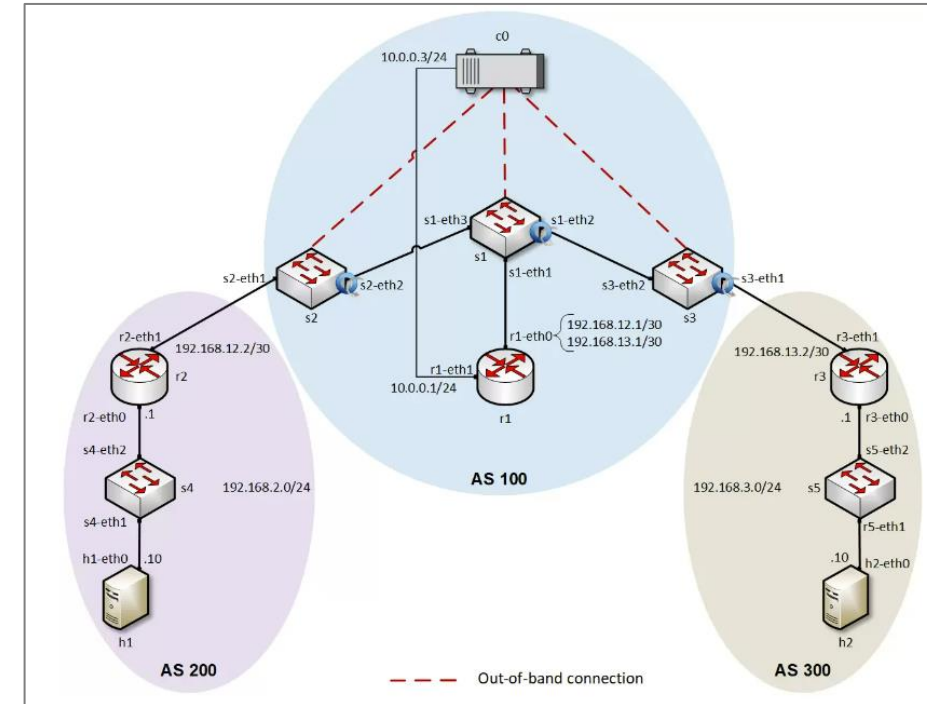 c0
10.0.0.3/24
s1-eth3
s1-eth2
s1
s1-eth1
s2-eth1
s2-eth2
s2
s3-eth2
s3-eth1
s3
r2-eth1
192.168.12.2/30
r2
r1-eth0
192.168.12.1/30
192.168.13.1/30
r1-eth1
10.0.0.1/24
r1
r3-eth1
192.168.13.2/30
r3
r2-eth0
.1
.1
r3-eth0
s4-eth2
s4
192.168.2.0/24
AS 100
192.168.3.0/24
s5-eth2
s5
s4-eth1
r5-eth1
h1-eth0
.10
.10
h2-eth0
h1
h2
AS 200
AS 300
Out-of-band connection